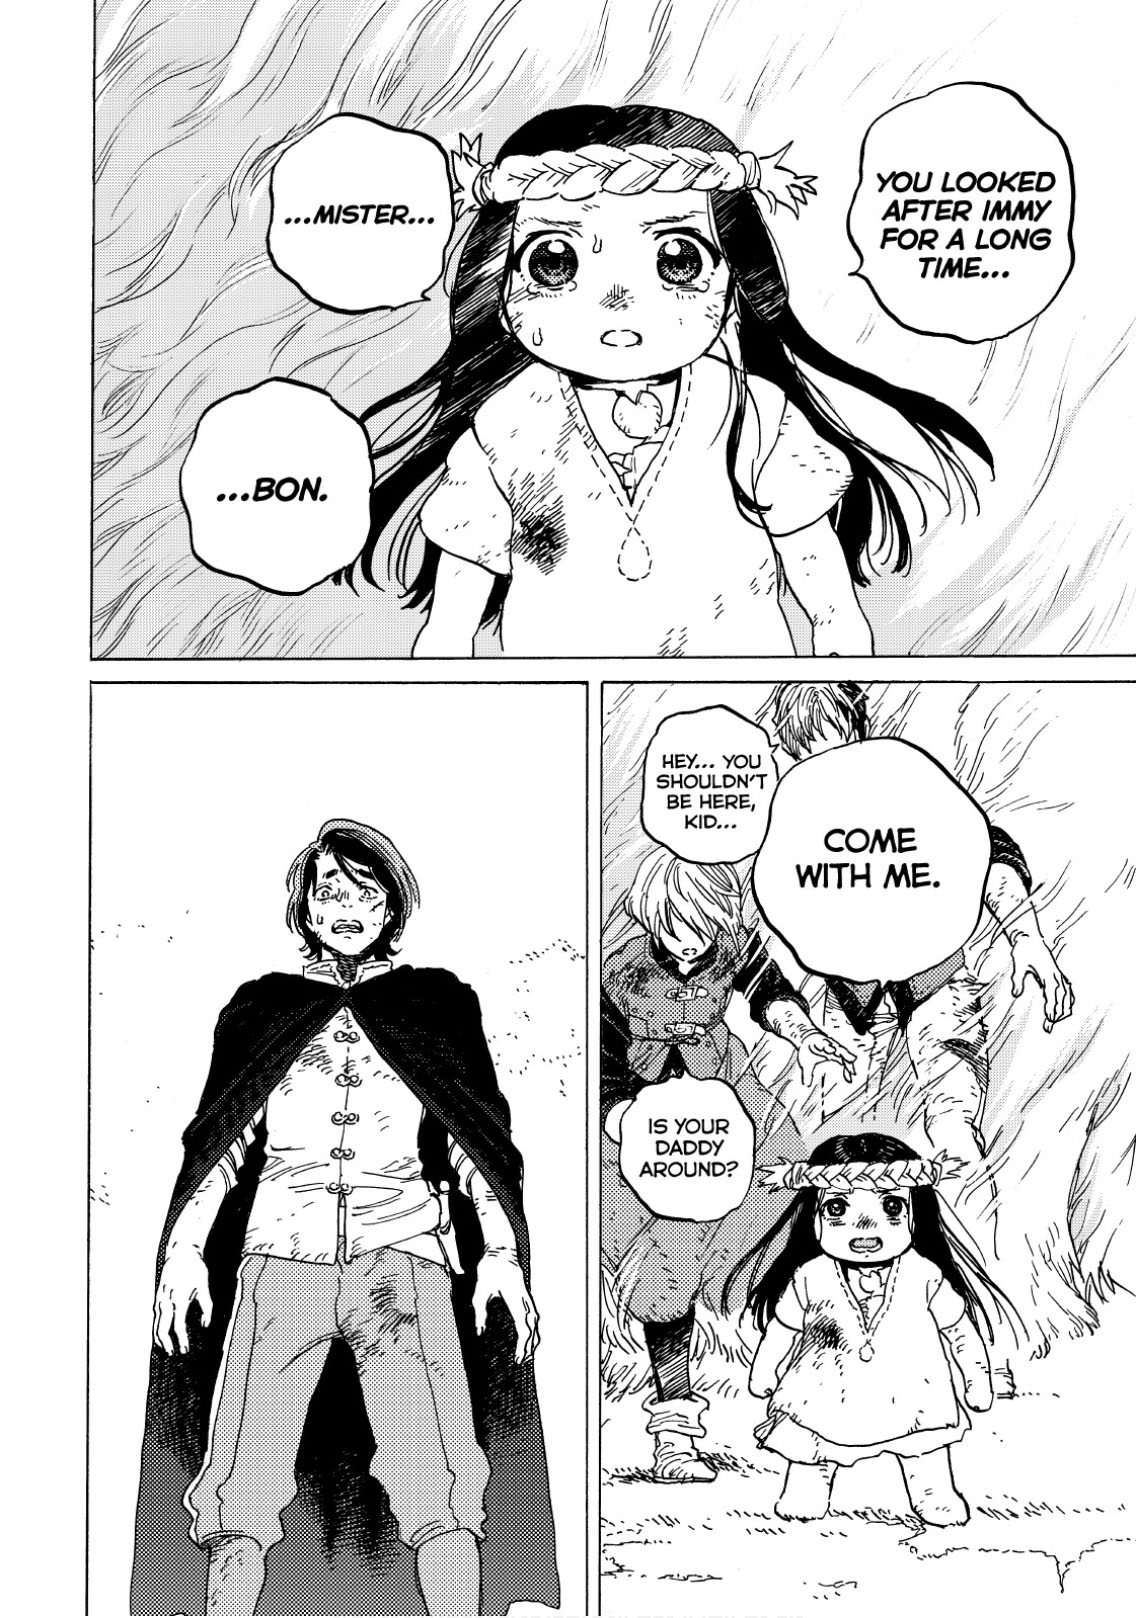 YOU LOOKED
AFTER IMMY
FOR A LONG
TIME...
...MISTER...
...BON.
COME
WITH ME.
HEY... YOU
SHOULDN'T
BE HERE,
KID...
IS YOUR
DADDY
AROUND?